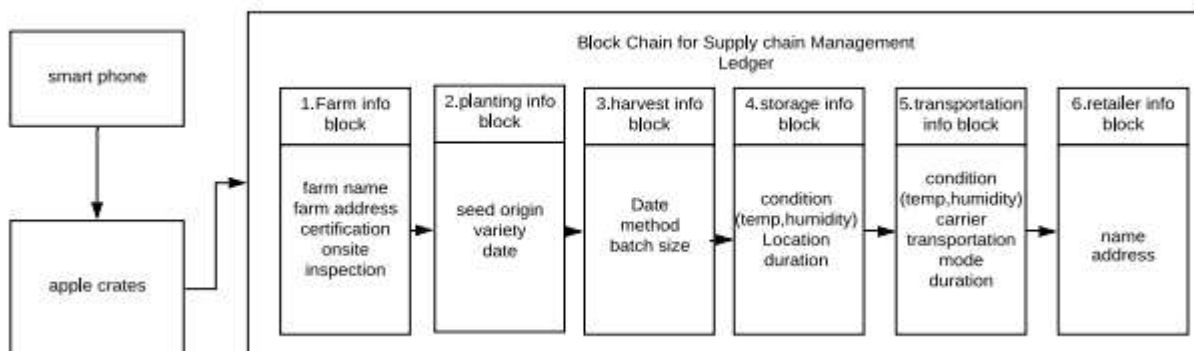 Block Chain for Supply chain Management
Ledger
smart phone
apple crates
1.Farm info
block
farm name
farm address
certification
onsite
inspection
2.planting info
block
seed origin
variety
date
3.harvest info
block
Date
method
batch size
4.storage info
block
condition
(temp,humidity)
Location
duration
5.transportation
info block
condition
(temp,humidity)
carrier
transportation
mode
duration
6.retailer info
block
name
address